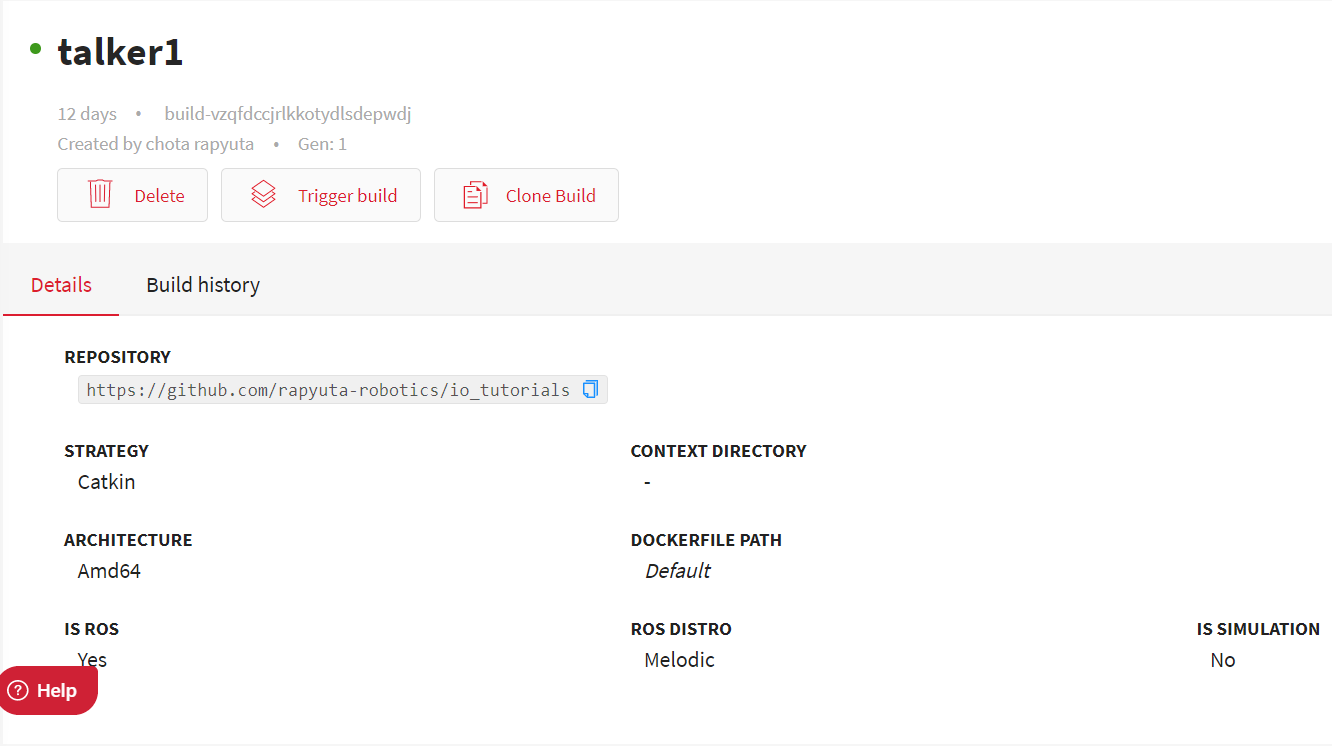 talker1
12 days • build-vzqfdccjrlkkotydlsdepwdj
Created by chota rapyuta • Gen: 1
Delete Trigger build Clone Build
Details Build history
REPOSITORY
https://github.com/rapyuta-robotics/io_tutorials
STRATEGY CONTEXT DIRECTORY
Catkin -
ARCHITECTURE DOCKERFILE PATH
Amd64 Default
IS ROS ROS DISTRO IS SIMULATION
Yes Melodic No
? Help